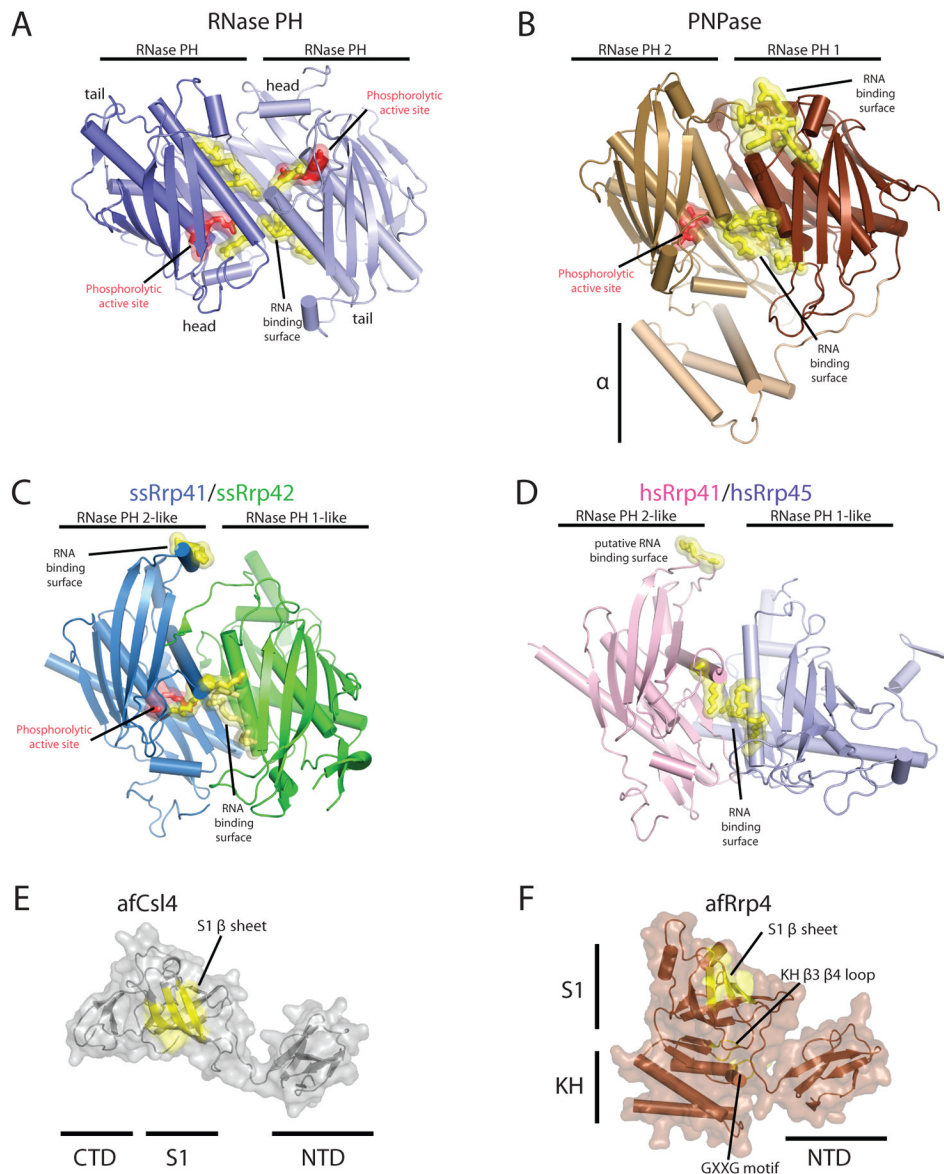 A
RNase PH
RNase PH
RNase PH
tail
head
Phosphorolytic
active site
Phosphorolytic
active site
head
RNA
binding
surface
tail
B
PNPase
RNase PH 2
RNase PH 1
RNA
binding
surface
Phosphorolytic
active site
RNA
binding
surface
α
C
ssRrp41/ssRrp42
RNase PH 2-like
RNase PH 1-like
RNA
binding
surface
Phosphorolytic
active site
RNA
binding
surface
D
hsRrp41/hsRrp45
RNase PH 2-like
RNase PH 1-like
putative RNA
binding surface
RNA
binding
surface
E
afCsl4
S1 β sheet
CTD
S1
NTD
F
afRrp4
S1 β sheet
KH β3 β4 loop
S1
KH
GXXG motif
NTD